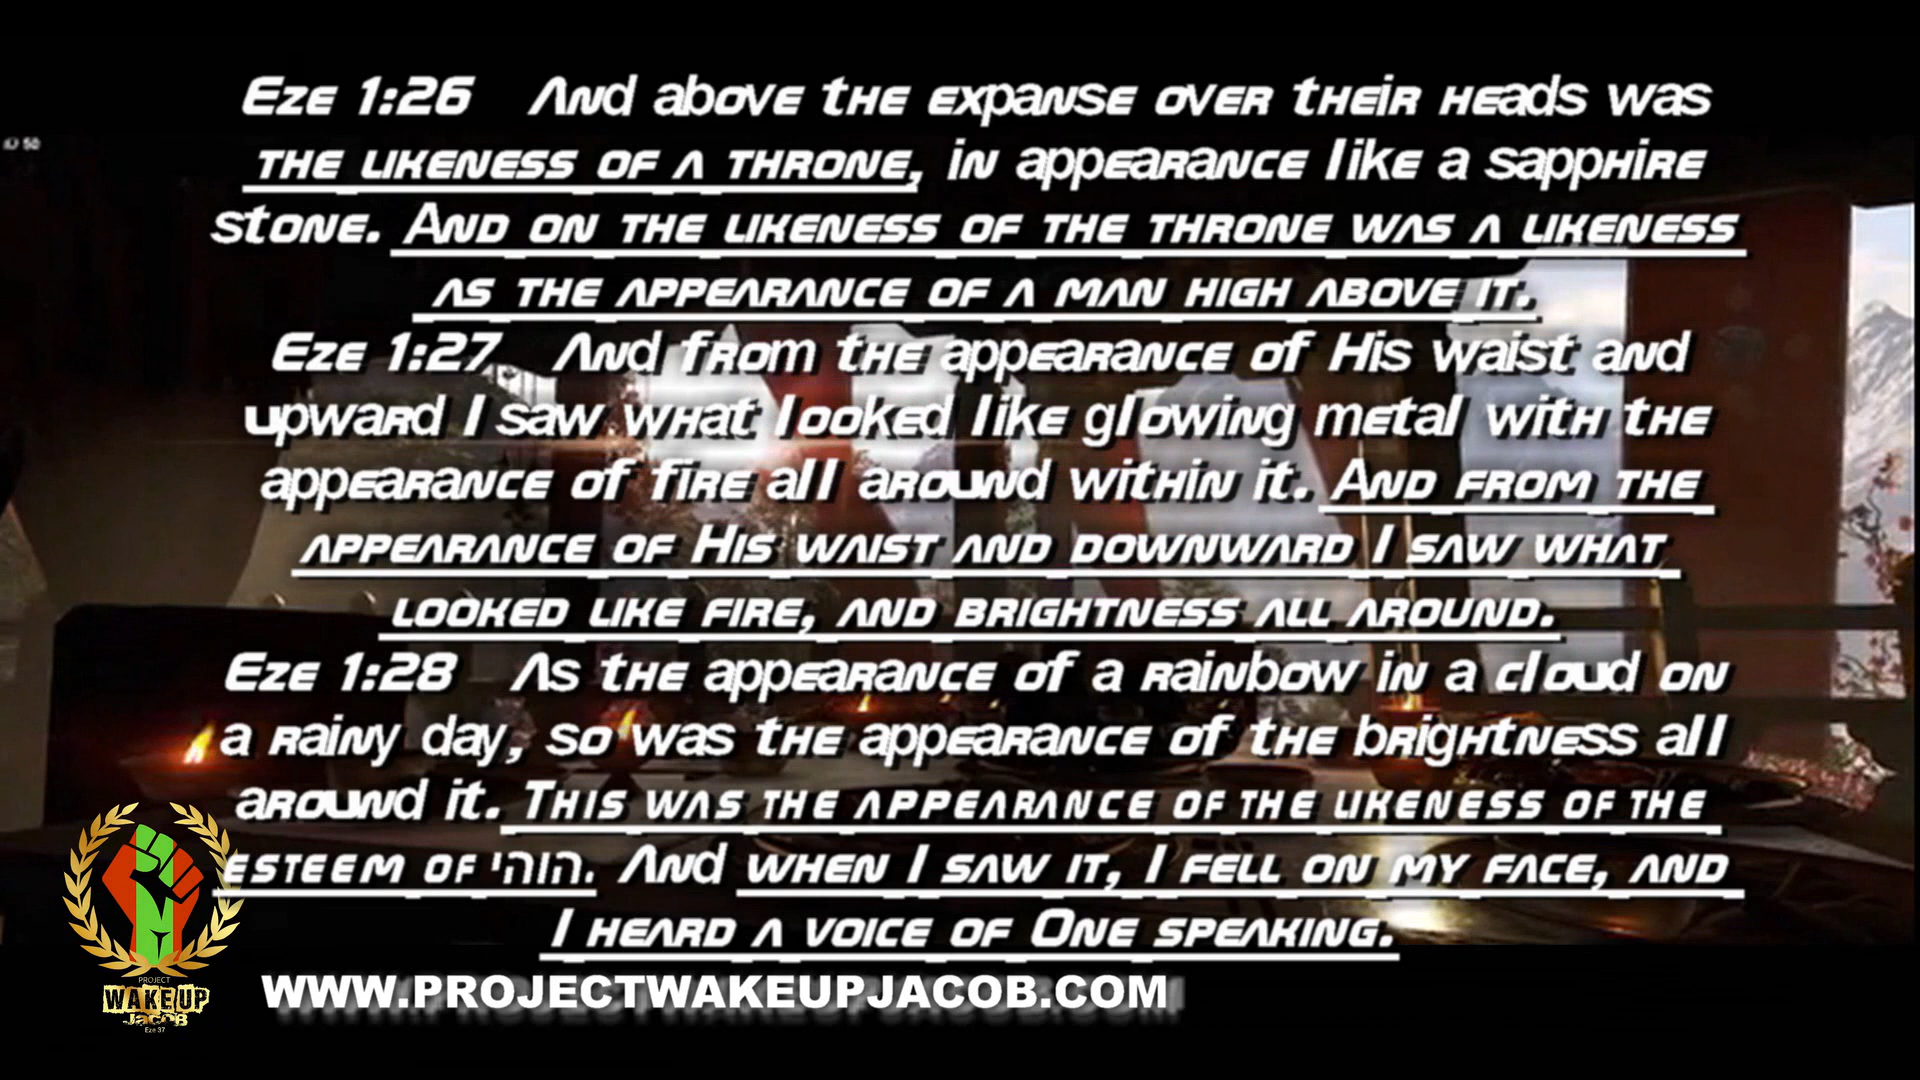 Eze 1:26 And above the expanse over their heads was
the likeness of a throne, in appearance like a sapphire
stone. And on the likeness of the throne was a likeness
as the appearance of a man high above it.
Eze 1:27 And from the appearance of His waist and
upward I saw what looked like glowing metal with the
appearance of fire all around within it. And from the
appearance of His waist and downward I saw what
looked like fire, and brightness all around.
Eze 1:28 As the appearance of a rainbow in a cloud on
a rainy day, so was the appearance of the brightness all
around it. This was the appearance of the likeness of the
esteem of הוהי. And when I saw it, I fell on my face, and
I heard a voice of One speaking.
WWW.PROJECTWAKEUPJACOB.COM
PROJECT
WAKE UP
JACOB
Eze 37
50